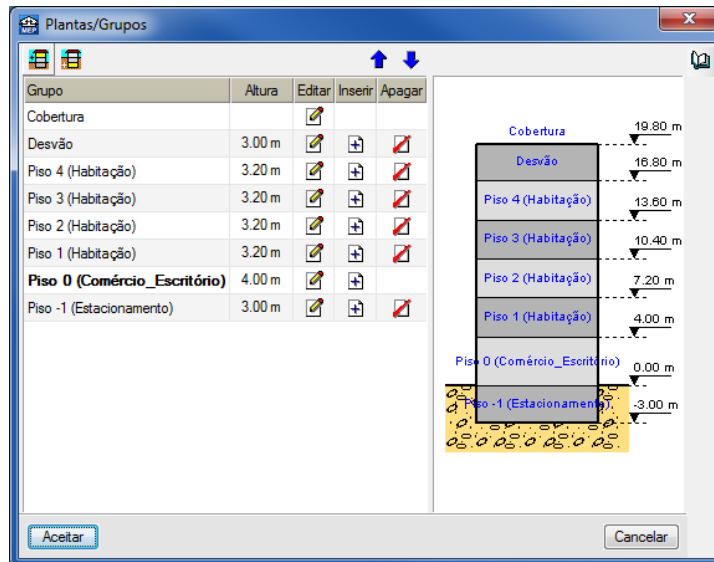 MEP Plantas/Grupos
Grupo Altura Editar Inserir Apagar
Cobertura
Desvão 3.00 m
Piso 4 (Habitação) 3.20 m
Piso 3 (Habitação) 3.20 m
Piso 2 (Habitação) 3.20 m
Piso 1 (Habitação) 3.20 m
Piso 0 (Comércio_Escritório) 4.00 m
Piso -1 (Estacionamento) 3.00 m
Cobertura 19.80 m
Desvão 16.80 m
Piso 4 (Habitação) 13.60 m
Piso 3 (Habitação) 10.40 m
Piso 2 (Habitação) 7.20 m
Piso 1 (Habitação) 4.00 m
Piso 0 (Comércio_Escritório) 0.00 m
Piso -1 (Estacionamento) -3.00 m
Aceitar Cancelar